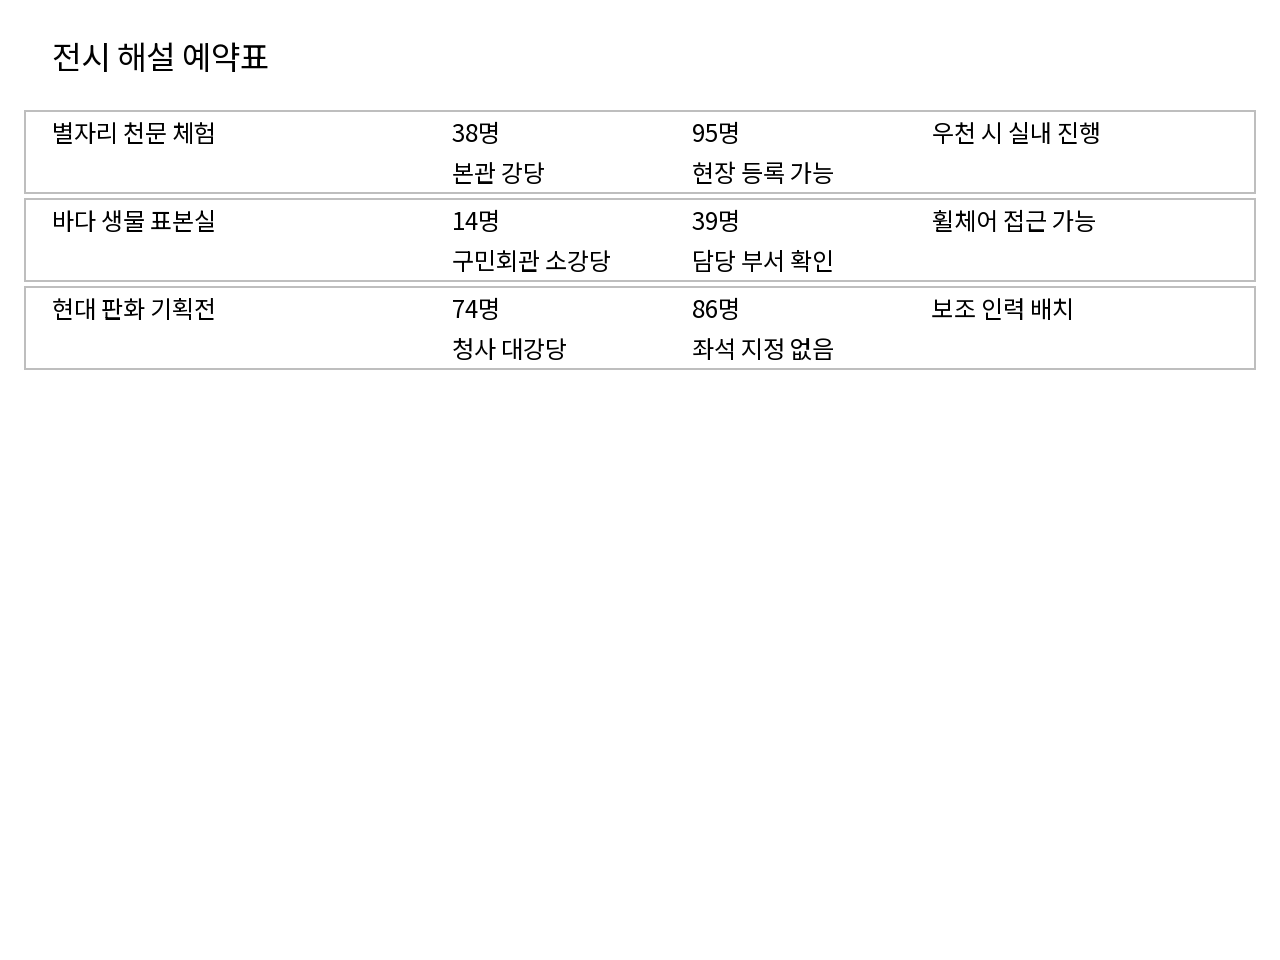 전시 해설 예약표
별자리 천문 체험 38명 95명 우천 시 실내 진행
본관 강당 현장 등록 가능
바다 생물 표본실 14명 39명 휠체어 접근 가능
구민회관 소강당 담당 부서 확인
현대 판화 기획전 74명 86명 보조 인력 배치
청사 대강당 좌석 지정 없음